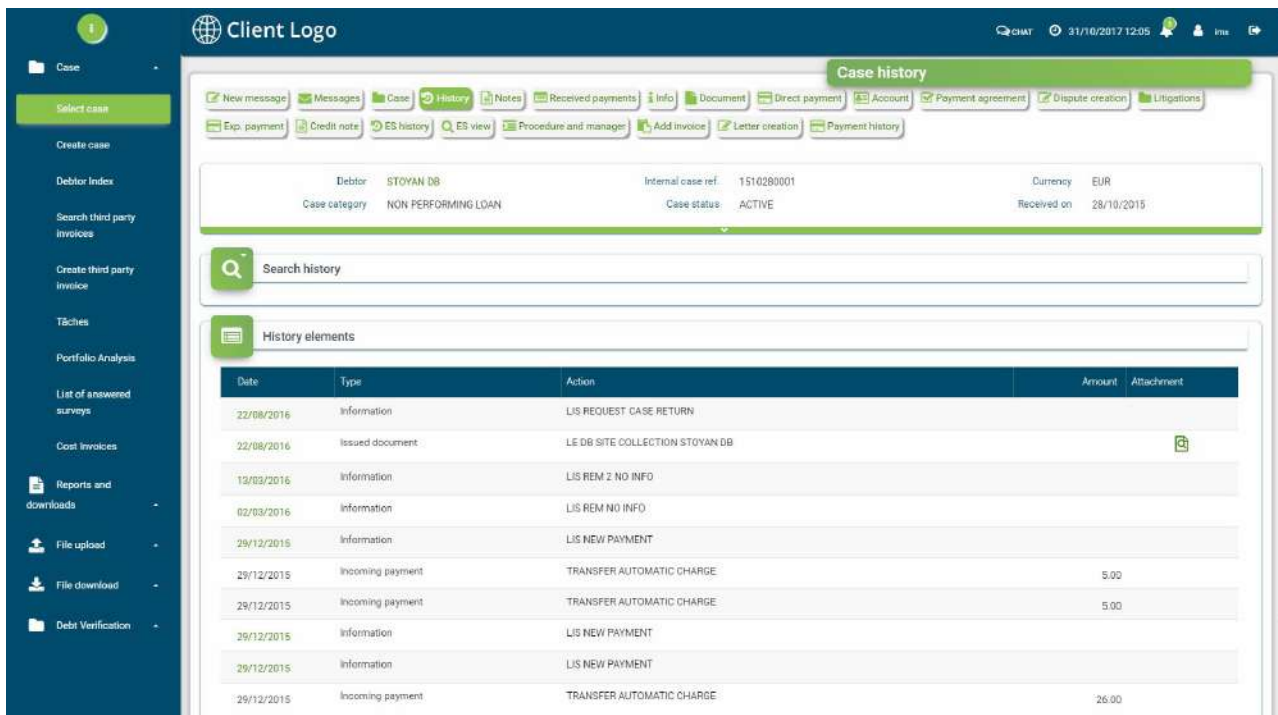 Client Logo
CHAT 31/10/2017 12:05 imx
Case
Select case
Create case
Debtor Index
Search third party
invoices
Create third party
invoice
Tâches
Portfolio Analysis
List of answered
surveys
Cost Invoices
Reports and
downloads
File upload
File download
Debt Verification
Case history
New message Messages Case History Notes Received payments Info Document Direct payment Account Payment agreement Dispute creation Litigations
Exp. payment Credit note ES history ES view Procedure and manager Add invoice Letter creation Payment history
Debtor STOYAN DB Internal case ref. 1510280001 Currency EUR
Case category NON PERFORMING LOAN Case status ACTIVE Received on 28/10/2015
Search history
History elements
Date Type Action Amount Attachment
22/08/2016 Information LIS REQUEST CASE RETURN
22/08/2016 Issued document LE DB SITE COLLECTION STOYAN DB
13/03/2016 Information LIS REM 2 NO INFO
02/03/2016 Information LIS REM NO INFO
29/12/2015 Information LIS NEW PAYMENT
29/12/2015 Incoming payment TRANSFER AUTOMATIC CHARGE 5.00
29/12/2015 Incoming payment TRANSFER AUTOMATIC CHARGE 5.00
29/12/2015 Information LIS NEW PAYMENT
29/12/2015 Information LIS NEW PAYMENT
29/12/2015 Incoming payment TRANSFER AUTOMATIC CHARGE 26.00